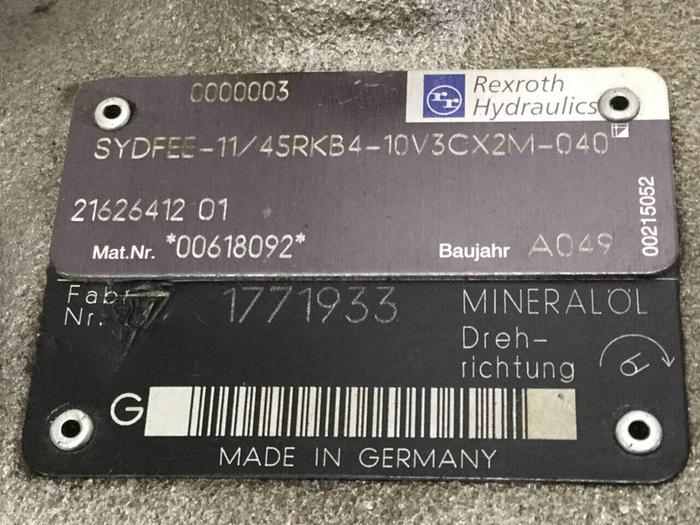 0000003
Rexroth
Hydraulics
SYDFEE-11/45RKB4-10V3CX2M-040
21626412 01
Mat.Nr. *00618092*
Baujahr A049
00215052
Fabr
Nr.
1771933
MINERALÖL
Dreh-
richtung
G
MADE IN GERMANY